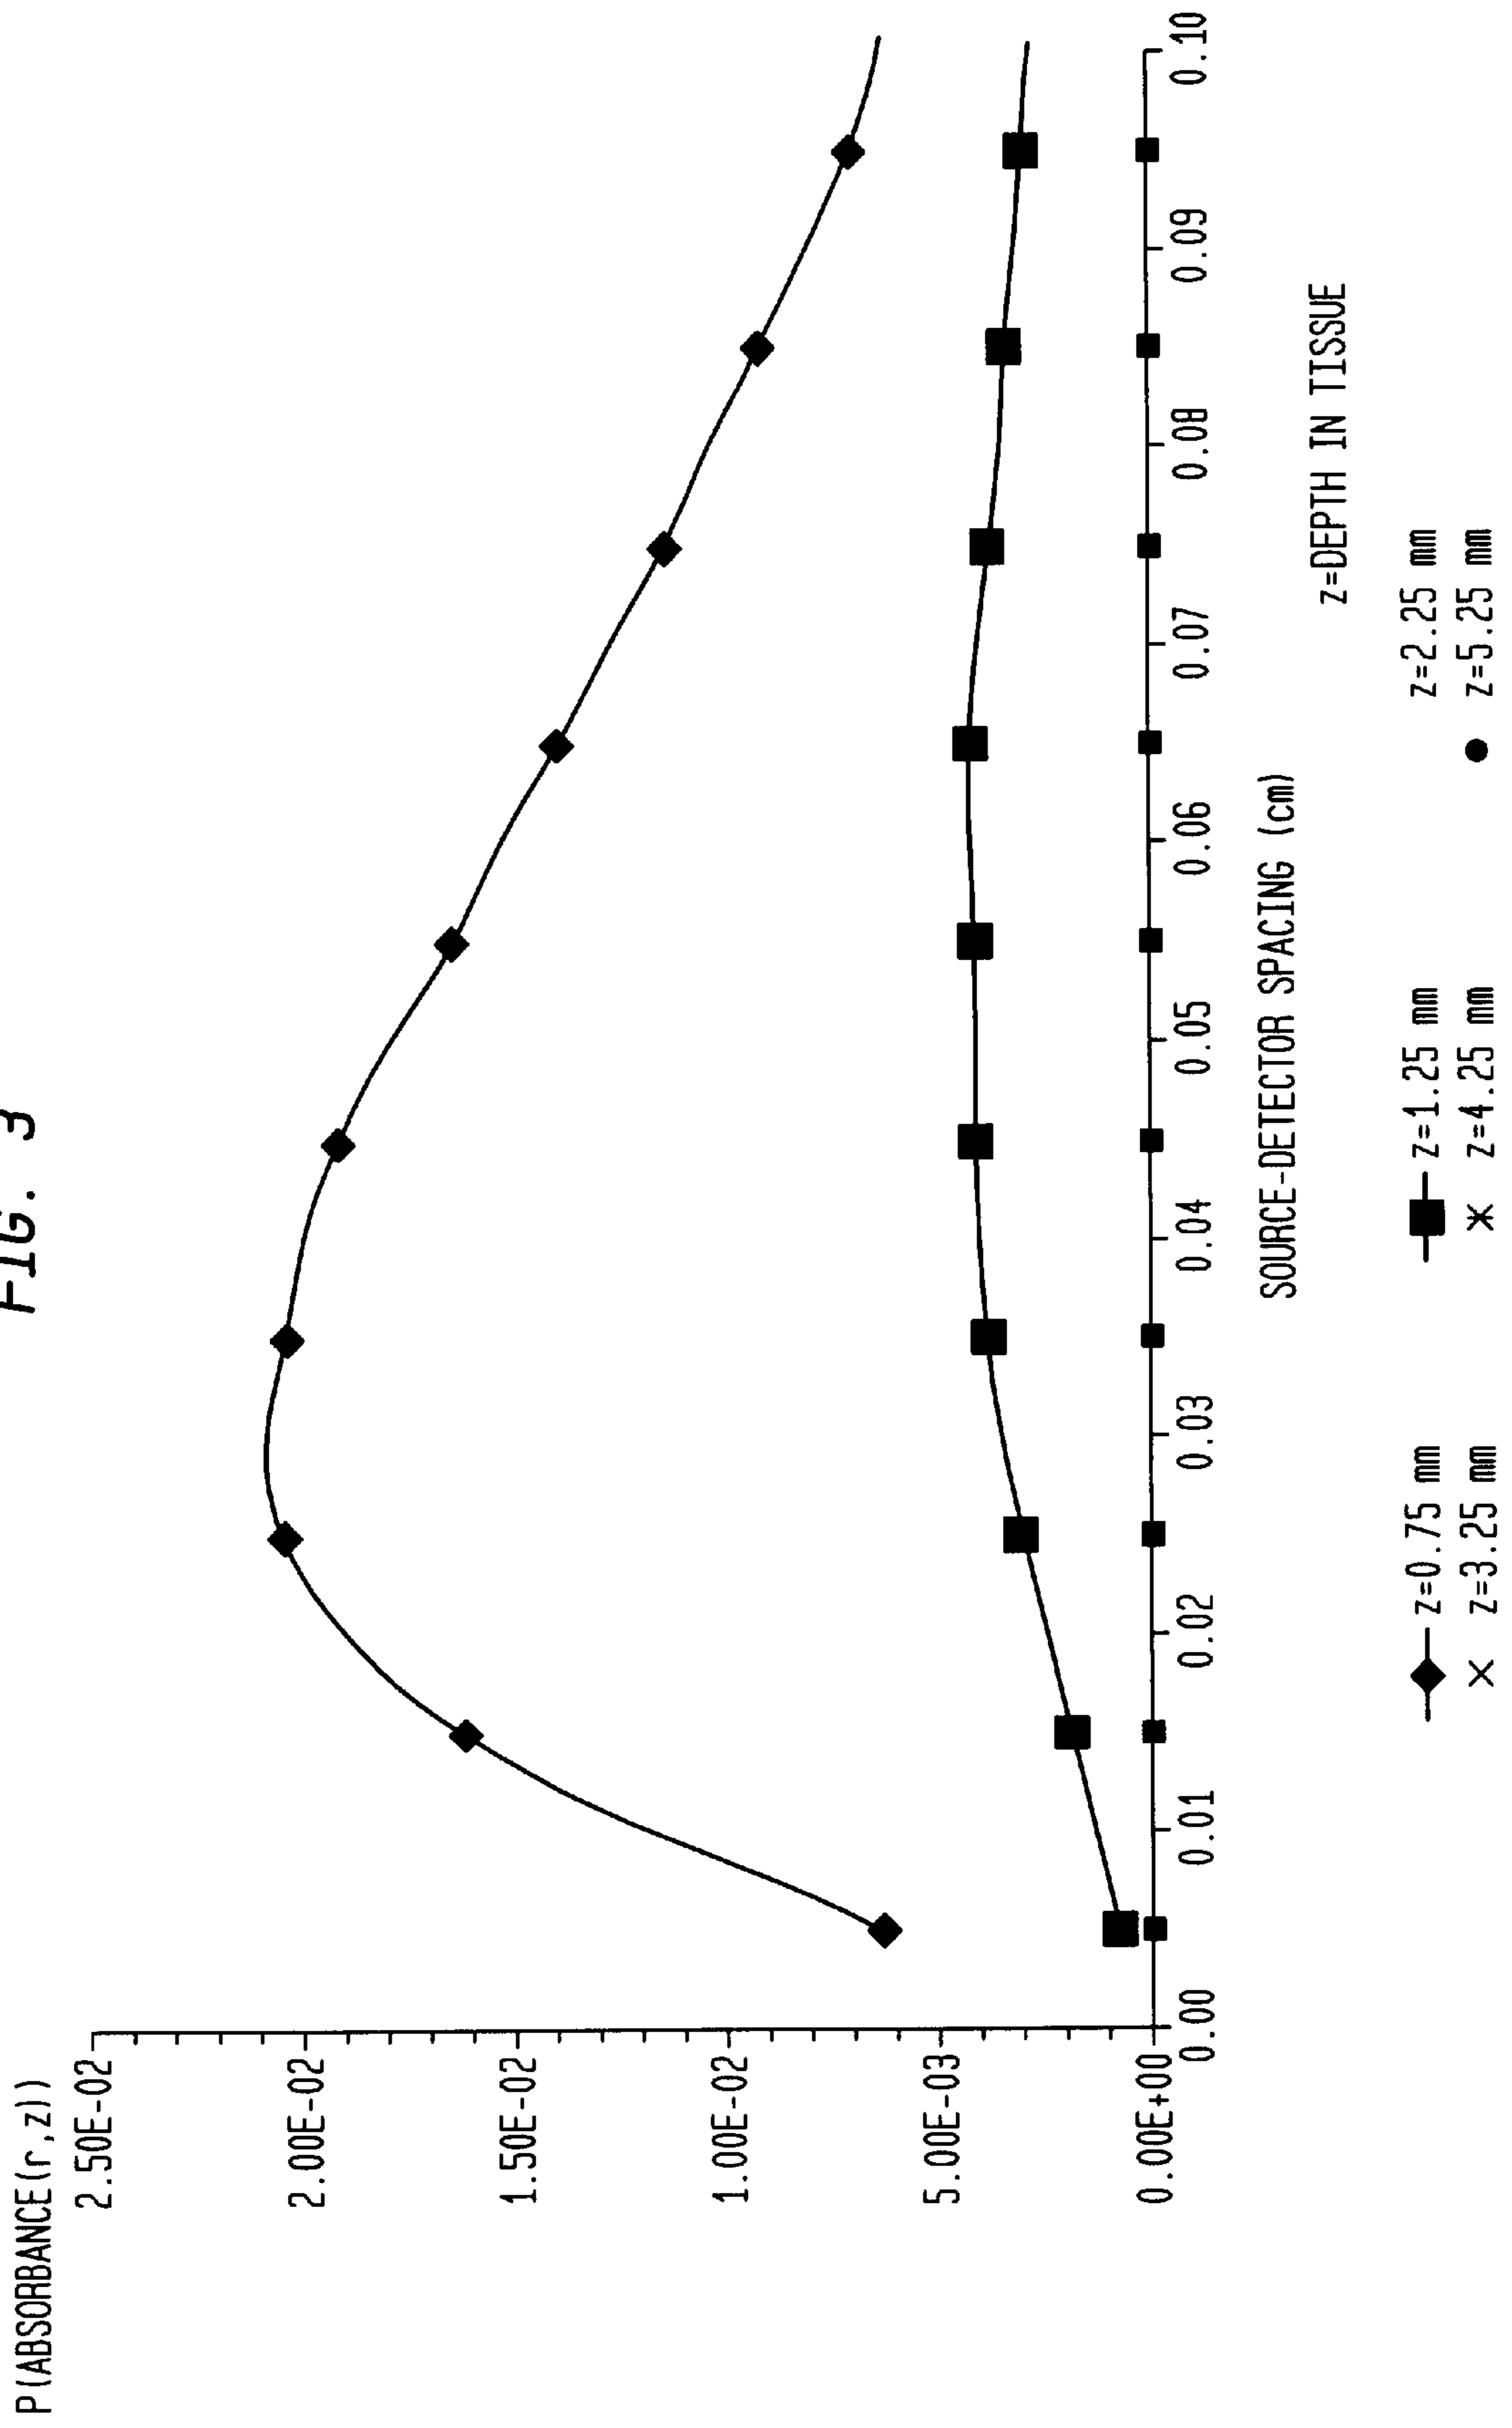 FIG. 3
P(ABSORBANCE(r,z))
2.50E-02
2.00E-02
1.50E-02
1.00E-02
5.00E-03
0.00E+00
0.00 0.01 0.02 0.03 0.04 0.05 0.06 0.07 0.08 0.09 0.10
SOURCE-DETECTOR SPACING (cm)
z=DEPTH IN TISSUE
z=0.75 mm z=1.25 mm z=2.25 mm
z=3.25 mm z=4.25 mm z=5.25 mm